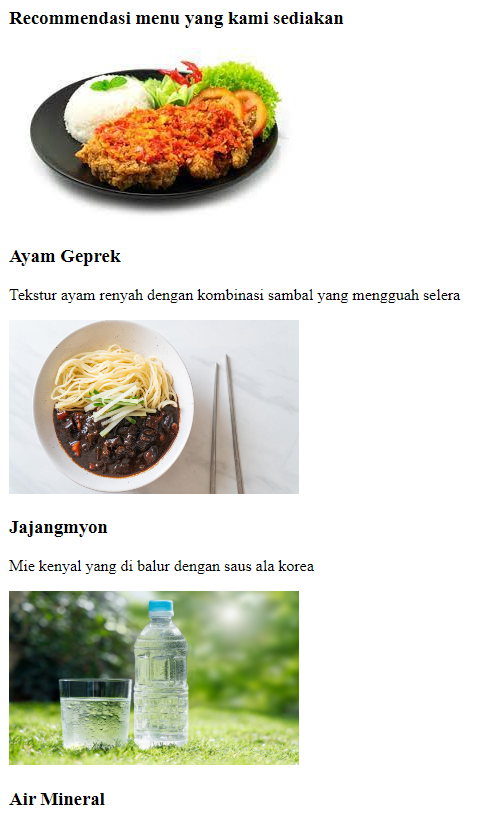 Recommendasi menu yang kami sediakan
Ayam Geprek
Tekstur ayam renyah dengan kombinasi sambal yang mengguah selera
Jajangmyon
Mie kenyal yang di balur dengan saus ala korea
Air Mineral